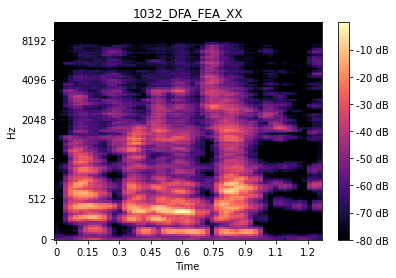 1032_DFA_FEA_XX
8192
4096
2048
1024
512
0
Hz
0
0.15
0.3
0.45
0.6
0.75
0.9
1.1
1.2
Time
-10 dB
-20 dB
-30 dB
-40 dB
-50 dB
-60 dB
-70 dB
-80 dB